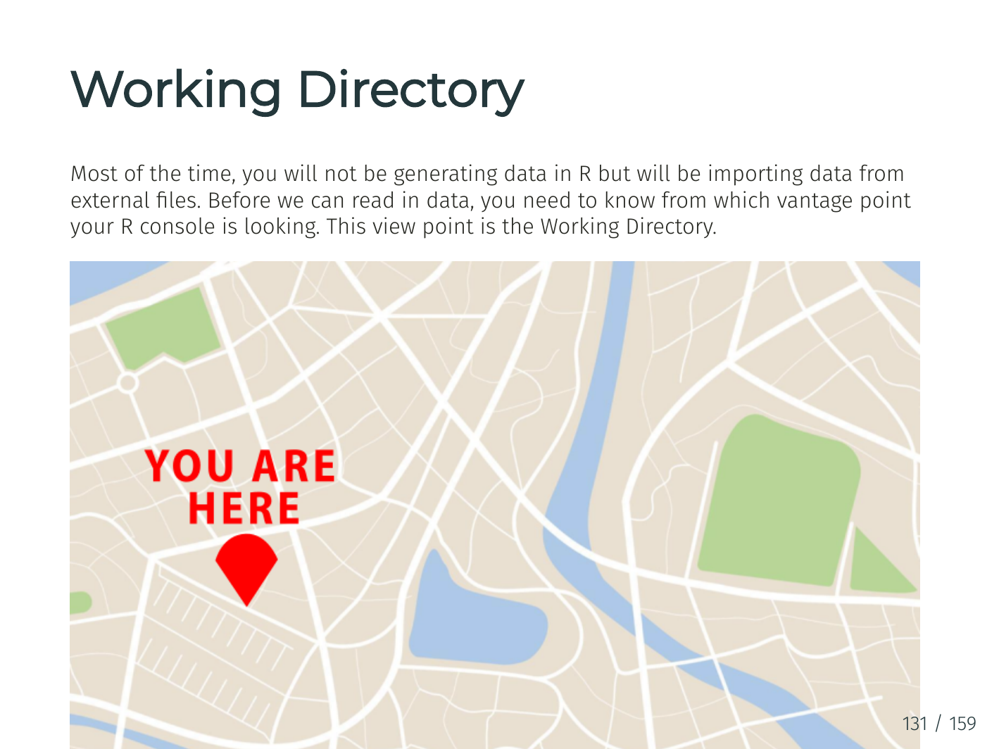 Working Directory
Most of the time, you will not be generating data in R but will be importing data from
external files. Before we can read in data, you need to know from which vantage point
your R console is looking. This view point is the Working Directory.
YOU ARE
HERE
131 / 159